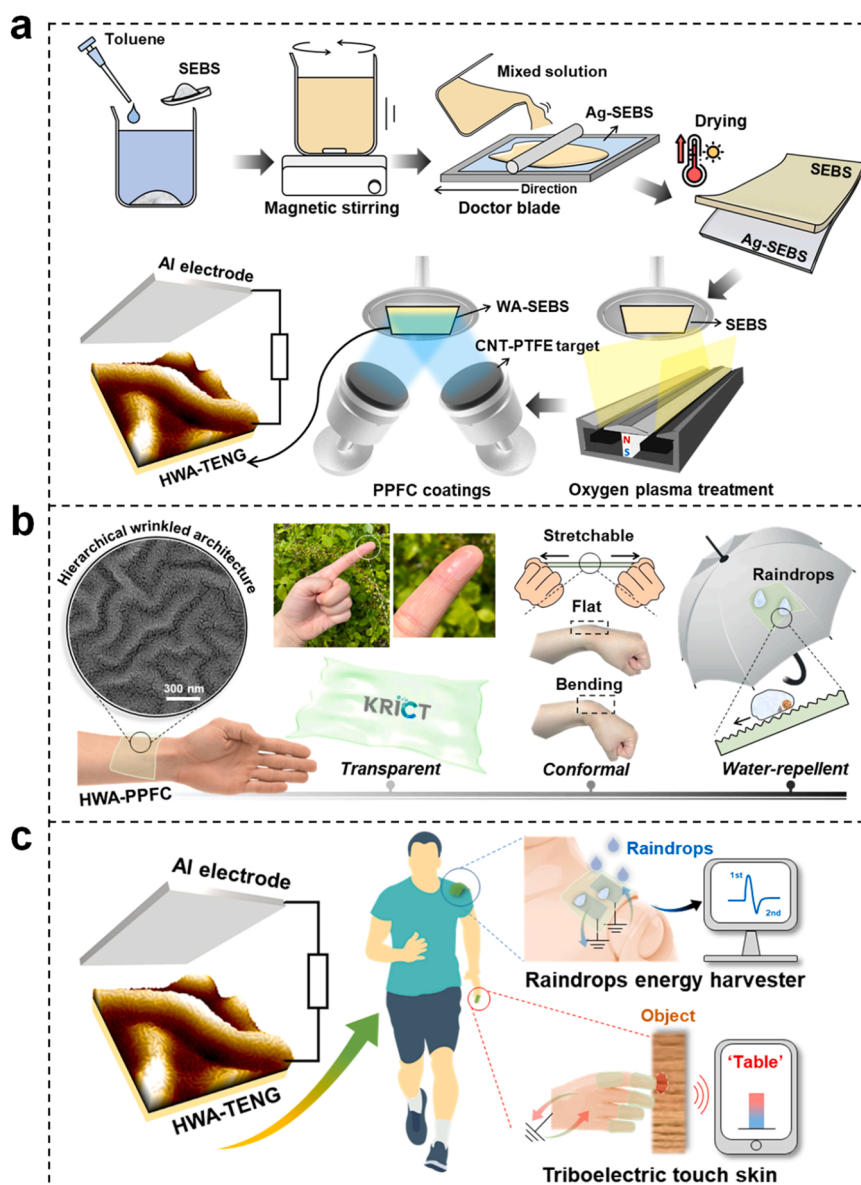 a
Toluene
SEBS
Mixed solution
Ag-SEBS
Drying
Direction
Magnetic stirring
Doctor blade
SEBS
Ag-SEBS
Al electrode
WA-SEBS
SEBS
CNT-PTFE target
N
S
HWA-TENG
PPFC coatings
Oxygen plasma treatment
b
Hierarchical wrinkled architecture
300 nm
HWA-PPFC
KRICT
Transparent
Stretchable
Flat
Bending
Conformal
Raindrops
Water-repellent
c
Al electrode
HWA-TENG
Raindrops
1st
2nd
Raindrops energy harvester
Object
'Table'
Triboelectric touch skin